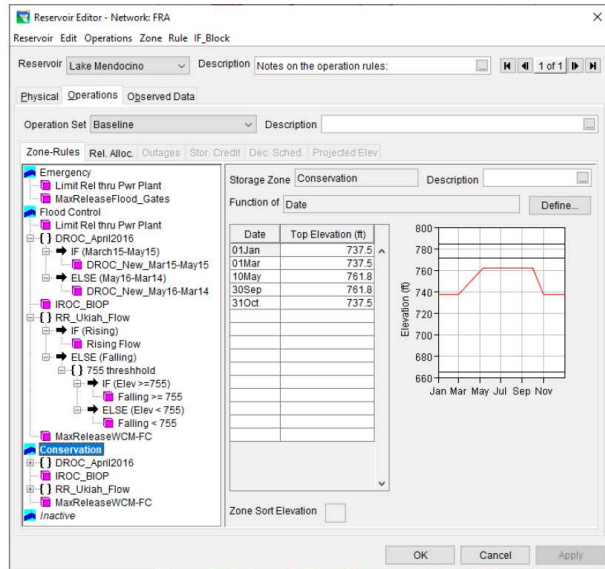 Reservoir Editor - Network: FRA
Reservoir Edit Operations Zone Rule IF_Block
Reservoir Lake Mendocino Description Notes on the operation rules: ... 1 of 1
Physical Operations Observed Data
Operation Set Baseline Description ...
Zone-Rules Rel. Alloc. Outages Stor. Credit Dec. Sched. Projected Elev
Emergency
Limit Rel thru Pwr Plant
MaxReleaseFlood_Gates
Flood Control
Limit Rel thru Pwr Plant
{ } DROC_April2016
IF (March15-May15)
DROC_New_Mar15-May15
ELSE (May16-Mar14)
DROC_New_May16-Mar14
IROC_BIOP
{ } RR_Ukiah_Flow
IF (Rising)
Rising Flow
ELSE (Falling)
{ } 755 threshhold
IF (Elev >=755)
Falling >= 755
ELSE (Elev < 755)
Falling < 755
MaxReleaseWCM-FC
Conservation
{ } DROC_April2016
IROC_BIOP
{ } RR_Ukiah_Flow
MaxReleaseWCM-FC
Inactive
Storage Zone Conservation Description ...
Function of Date Define...
Date Top Elevation (ft)
01Jan 737.5
01Mar 737.5
10May 761.8
30Sep 761.8
31Oct 737.5
Elevation (ft)
800
780
760
740
720
700
680
660
Jan Mar May Jul Sep Nov
Zone Sort Elevation
OK Cancel Apply